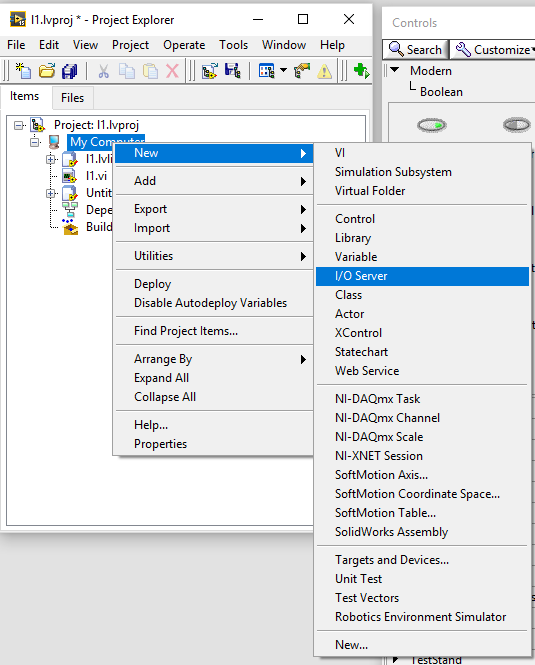 I1.lvproj * - Project Explorer
File Edit View Project Operate Tools Window Help
Items Files
Project: I1.lvproj
My Computer
I1.lvli
I1.vi
Untit
Depe
Build
New
Add
Export
Import
Utilities
Deploy
Disable Autodeploy Variables
Find Project Items...
Arrange By
Expand All
Collapse All
Help...
Properties
VI
Simulation Subsystem
Virtual Folder
Control
Library
Variable
I/O Server
Class
Actor
XControl
Statechart
Web Service
NI-DAQmx Task
NI-DAQmx Channel
NI-DAQmx Scale
NI-XNET Session
SoftMotion Axis...
SoftMotion Coordinate Space...
SoftMotion Table...
SolidWorks Assembly
Targets and Devices...
Unit Test
Test Vectors
Robotics Environment Simulator
New...
Controls
Search Customize
Modern
Boolean
TestStand